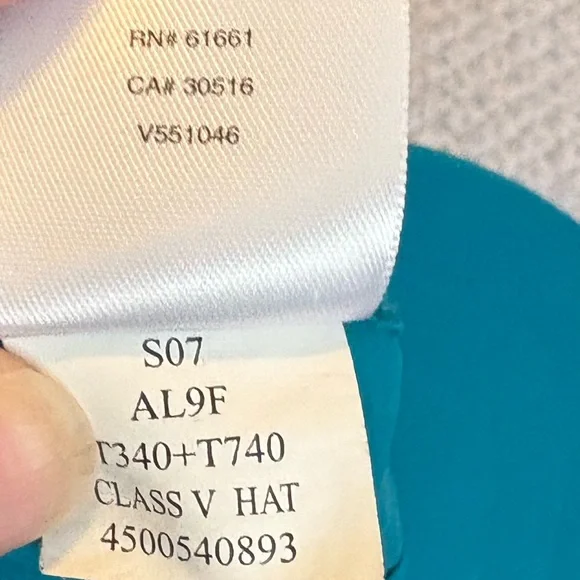 RN# 61661
CA# 30516
V551046
S07
AL9F
T340+T740
CLASS V HAT
4500540893